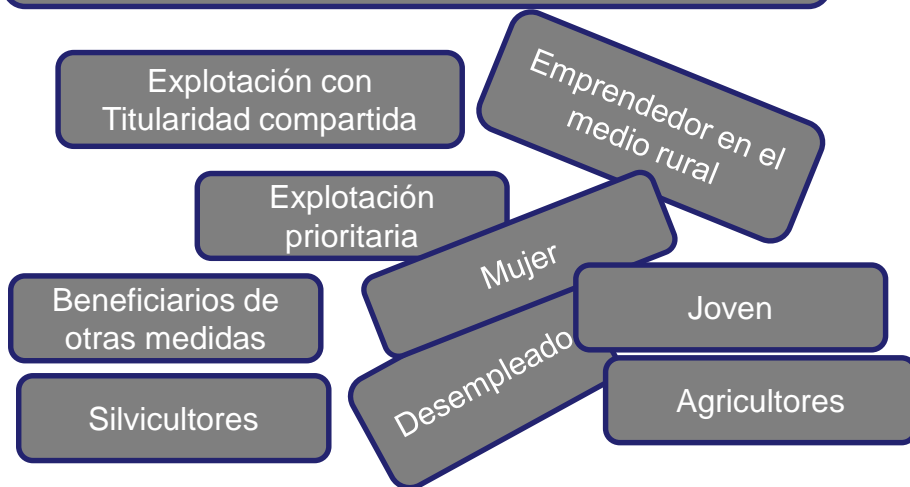 Explotación con
Titularidad compartida
Emprendedor en el
medio rural
Explotación
prioritaria
Mujer
Beneficiarios de
otras medidas
Joven
Desempleado
Silvicultores
Agricultores